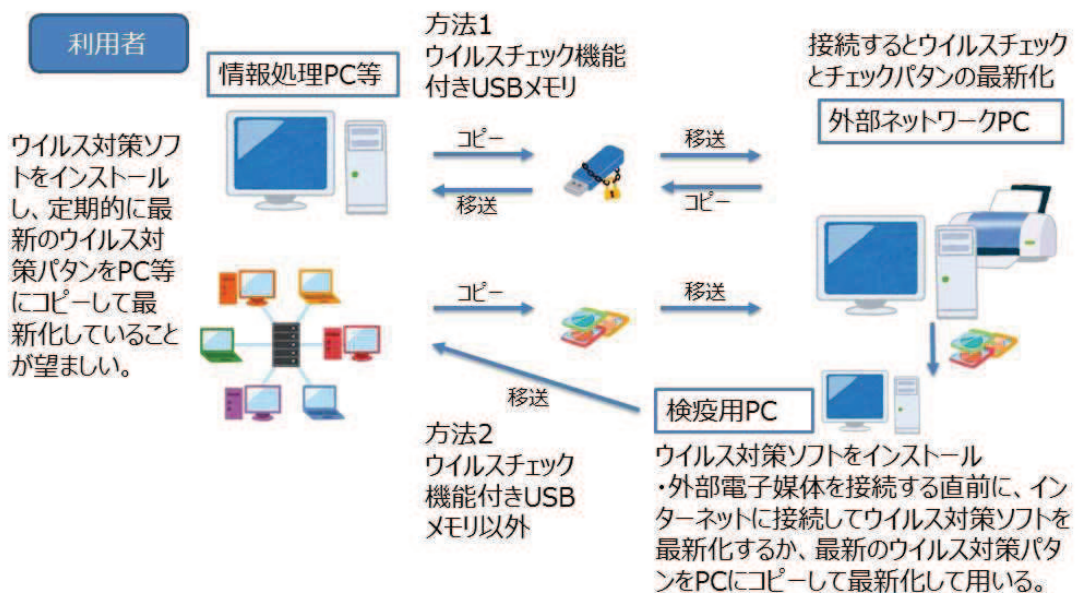 利用者
情報処理PC等
方法1
ウイルスチェック機能
付きUSBメモリ
接続するとウイルスチェック
とチェックパタンの最新化
外部ネットワークPC
ウイルス対策ソフ
トをインストール
し、定期的に最
新のウイルス対
策パタンをPC等
にコピーして最
新化していること
が望ましい。
コピー
移送
移送
コピー
コピー
移送
移送
方法2
ウイルスチェック
機能付きUSB
メモリ以外
検疫用PC
ウイルス対策ソフトをインストール
・外部電子媒体を接続する直前に、イン
ターネットに接続してウイルス対策ソフトを
最新化するか、最新のウイルス対策パタ
ンをPCにコピーして最新化して用いる。